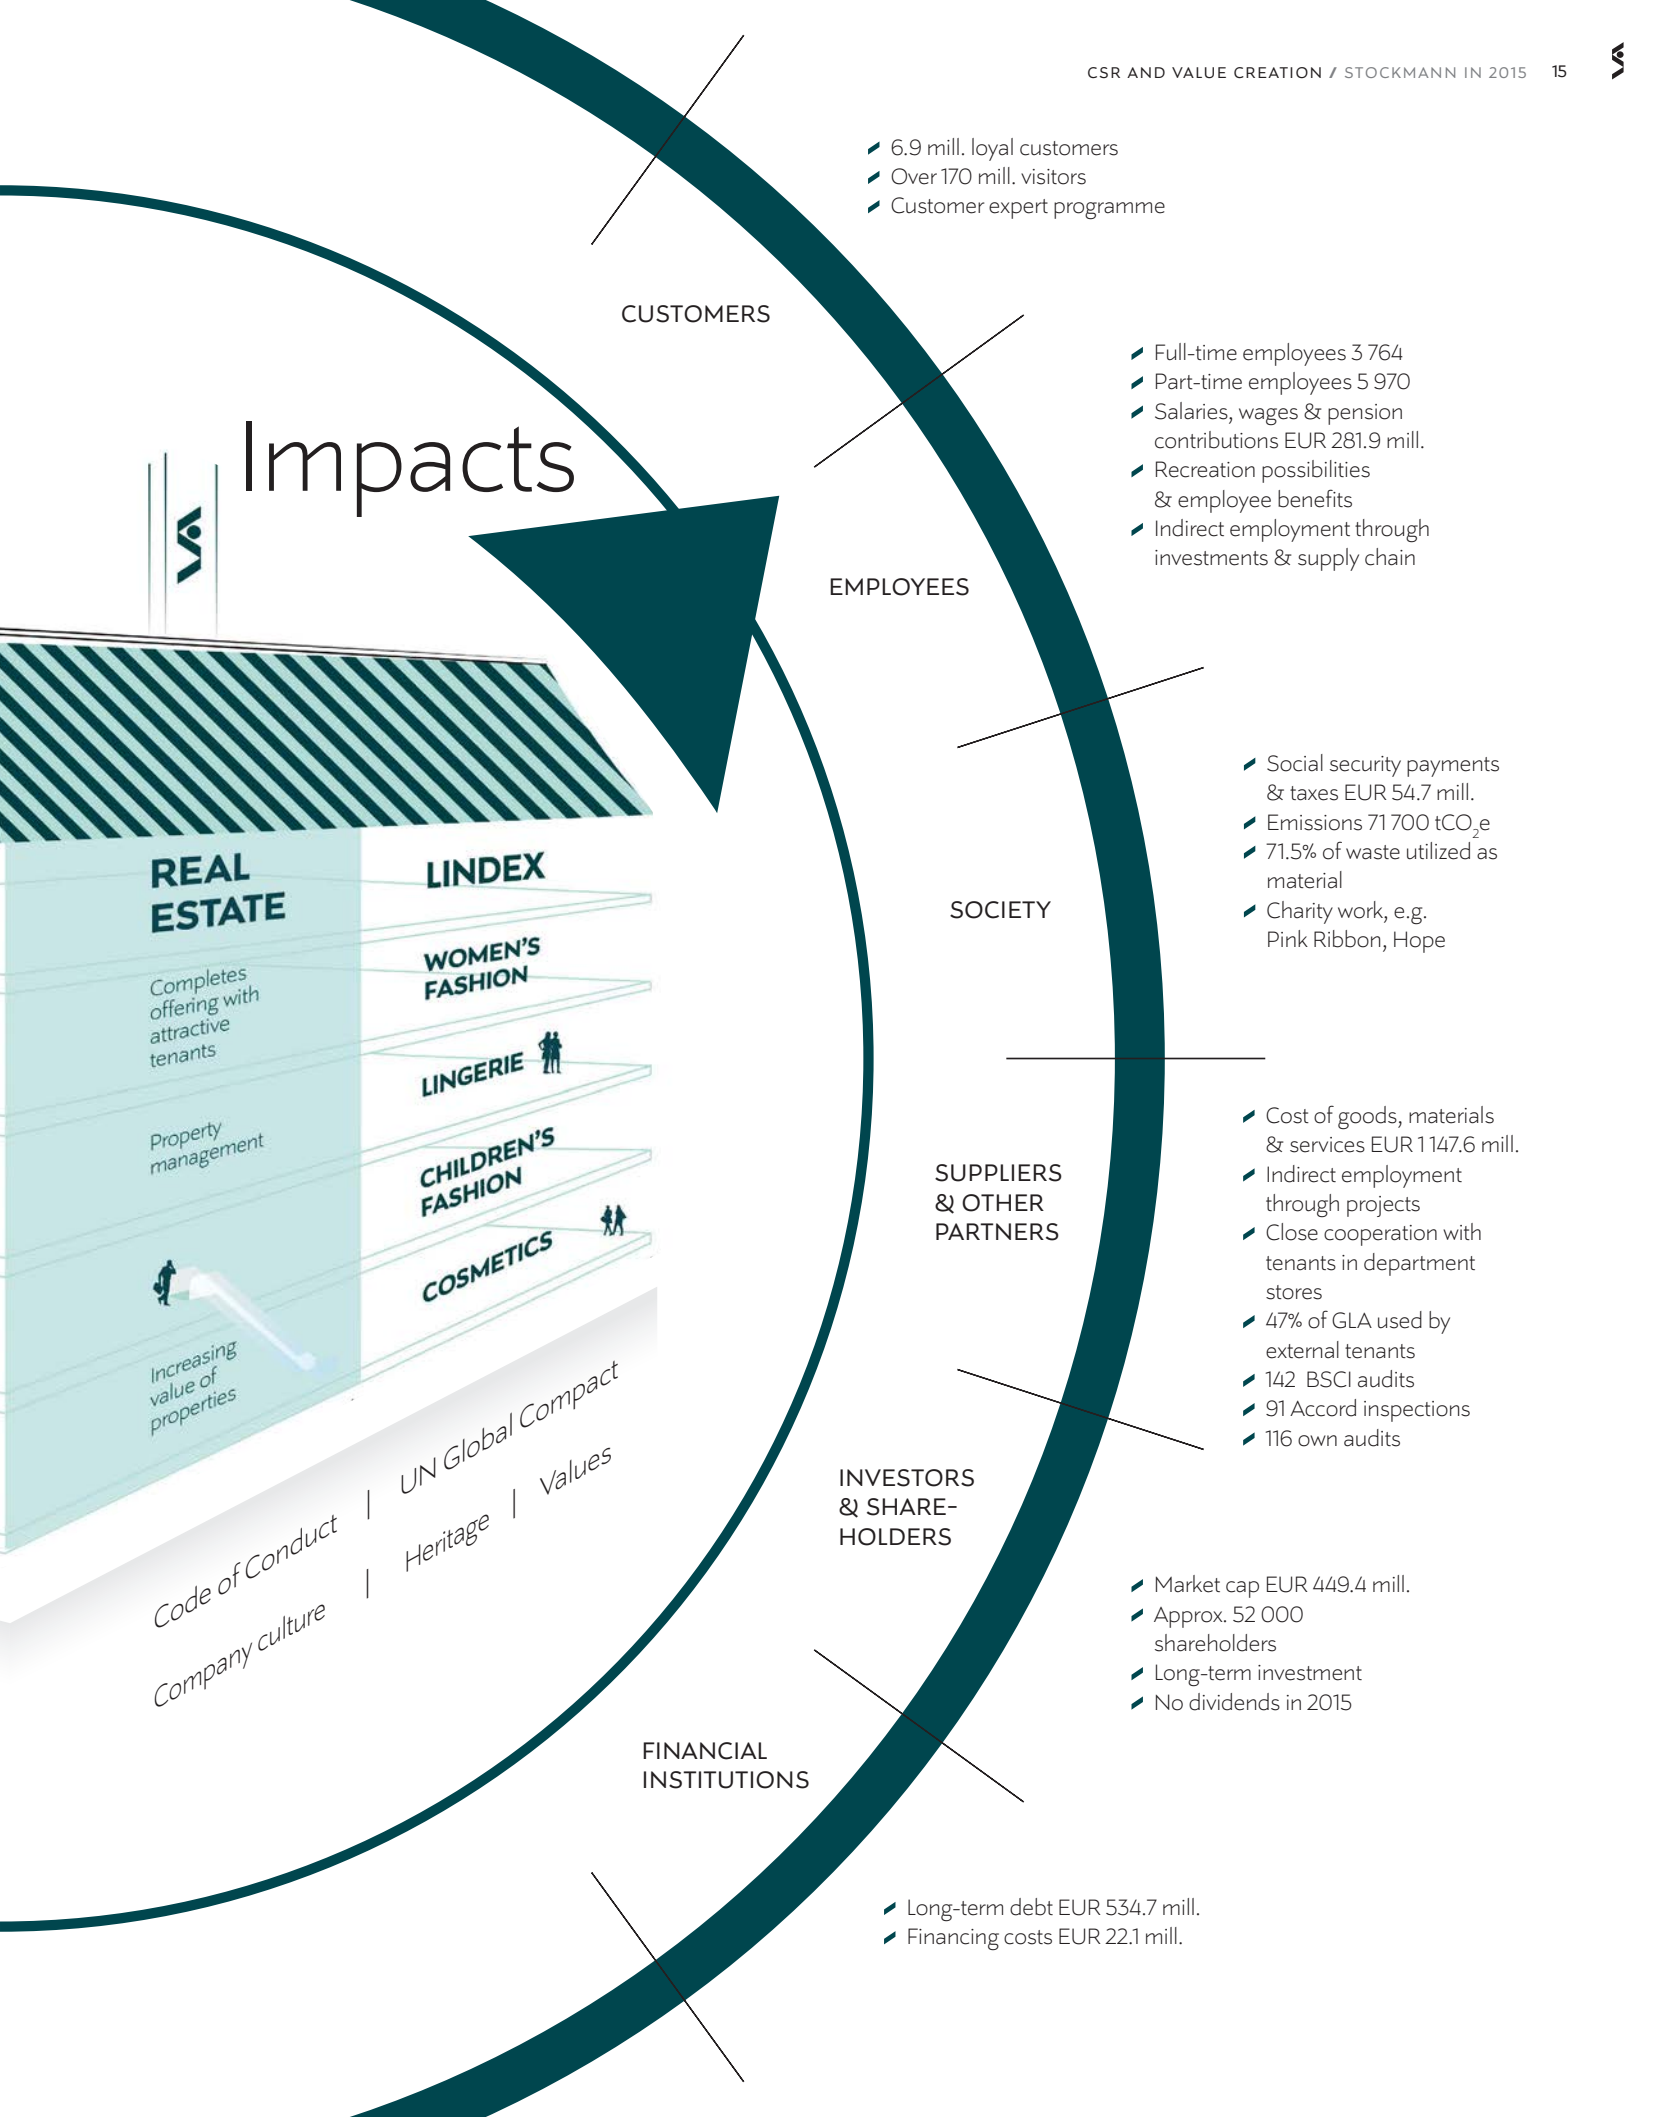 CSR AND VALUE CREATION / STOCKMANN IN 2015 15
6.9 mill. loyal customers
Over 170 mill. visitors
Customer expert programme
CUSTOMERS
Full-time employees 3 764
Part-time employees 5 970
Salaries, wages & pension
contributions EUR 281.9 mill.
Recreation possibilities
& employee benefits
Indirect employment through
investments & supply chain
Impacts
EMPLOYEES
Social security payments
& taxes EUR 54.7 mill.
Emissions 71 700 tCO2e
71.5% of waste utilized as
material
Charity work, e.g.
Pink Ribbon, Hope
SOCIETY
REAL
ESTATE
Completes
offering with
attractive
tenants
Property
management
Increasing
value of
properties
LINDEX
WOMEN'S
FASHION
LINGERIE
CHILDREN'S
FASHION
COSMETICS
Cost of goods, materials
& services EUR 1 147.6 mill.
Indirect employment
through projects
Close cooperation with
tenants in department
stores
47% of GLA used by
external tenants
142 BSCI audits
91 Accord inspections
116 own audits
SUPPLIERS
& OTHER
PARTNERS
Code of Conduct | UN Global Compact
Company culture | Heritage | Values
INVESTORS
& SHARE-
HOLDERS
Market cap EUR 449.4 mill.
Approx. 52 000
shareholders
Long-term investment
No dividends in 2015
FINANCIAL
INSTITUTIONS
Long-term debt EUR 534.7 mill.
Financing costs EUR 22.1 mill.